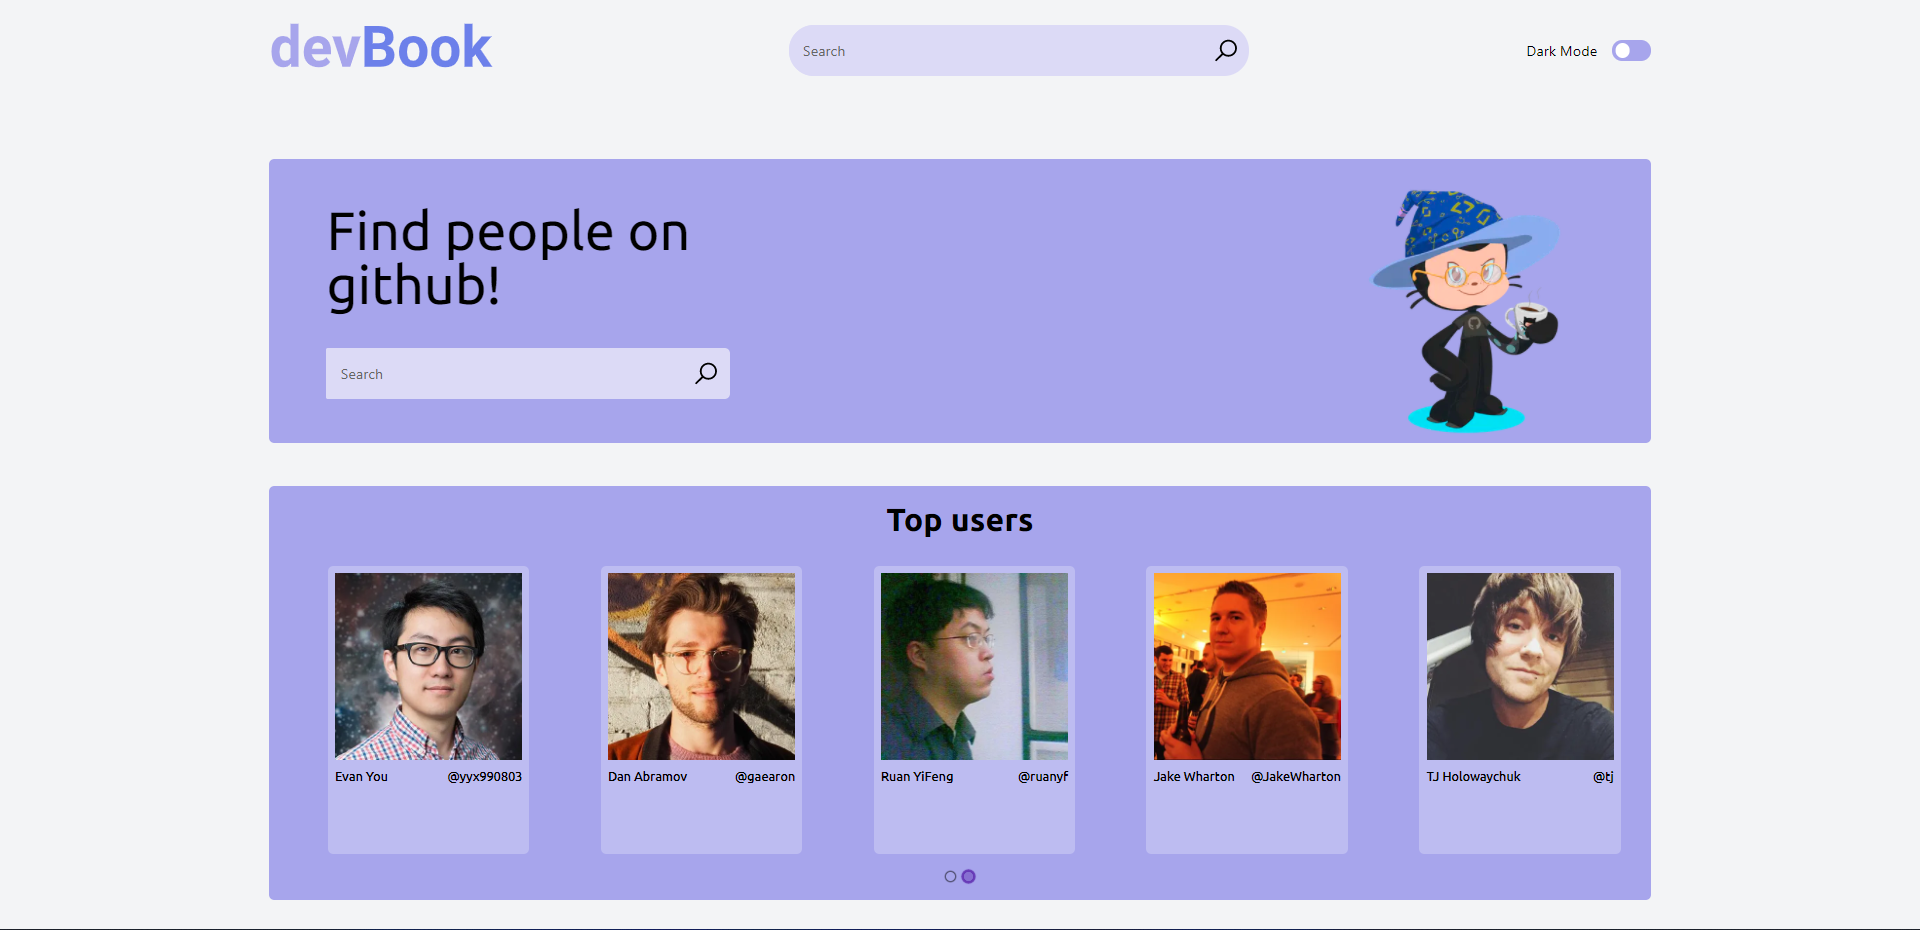 devBook
Search
Dark Mode
Find people on
github!
Search
Top users
Evan You @yyx990803
Dan Abramov @gaearon
Ruan YiFeng @ruanyf
Jake Wharton @JakeWharton
TJ Holowaychuk @tj